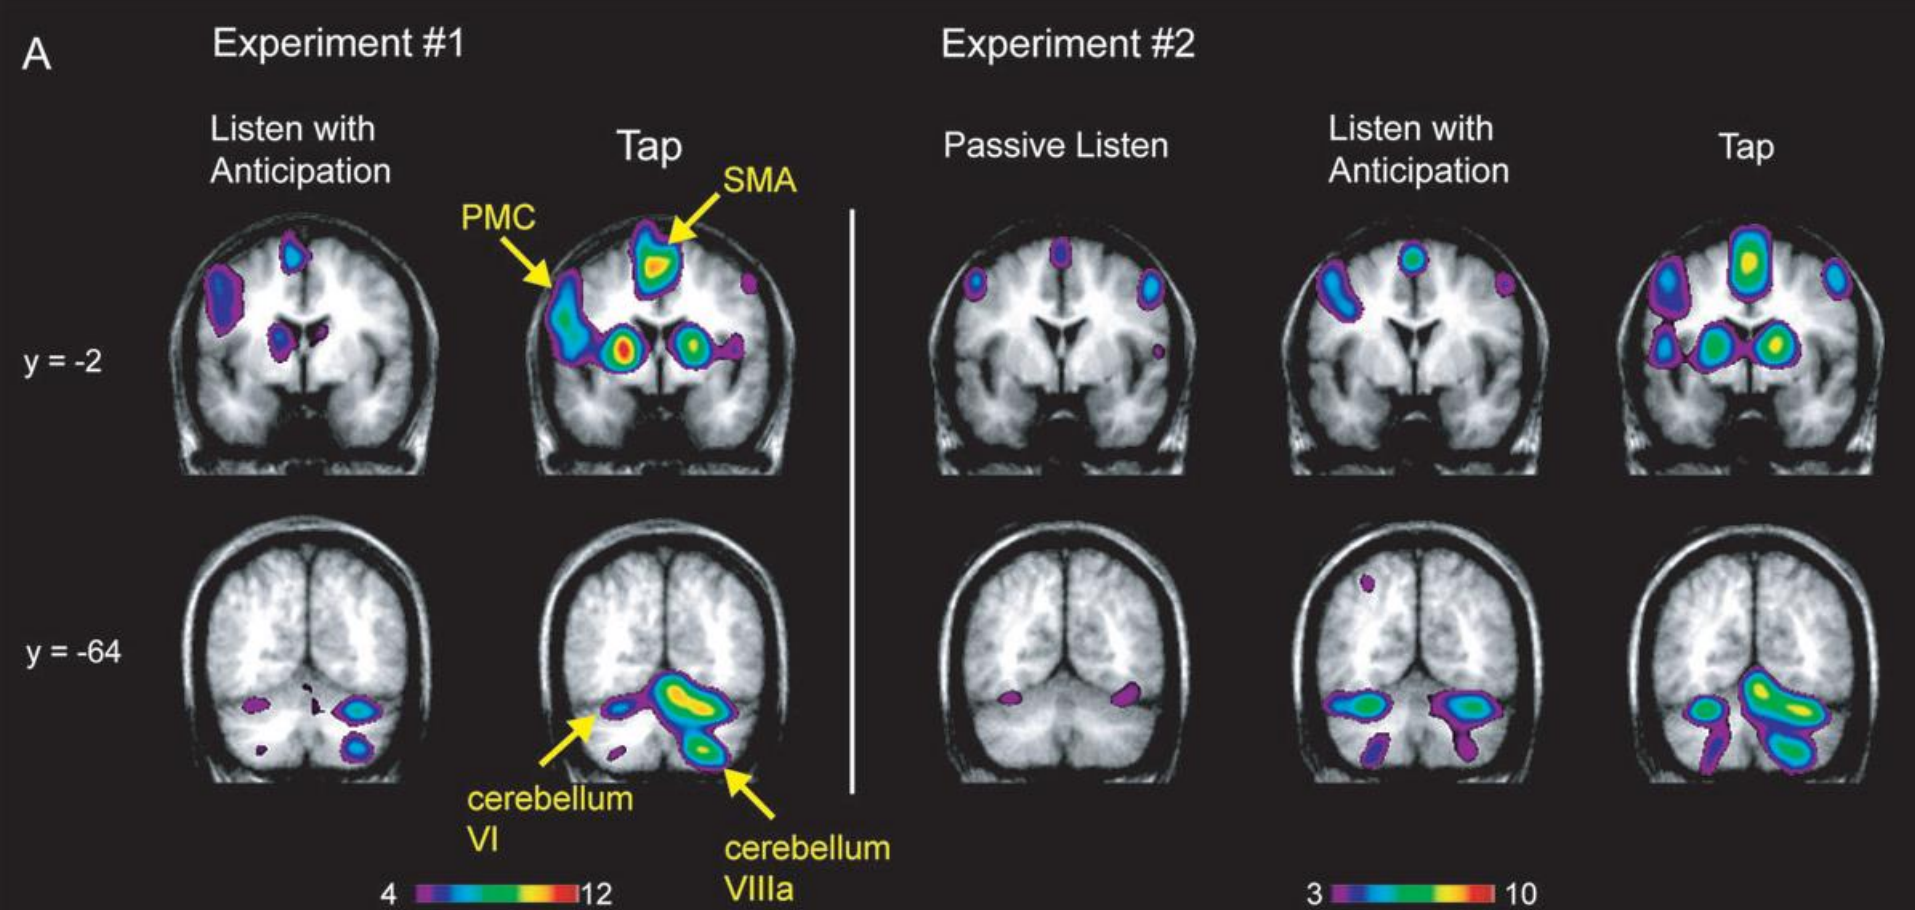 A
Experiment #1
Experiment #2
Listen with
Anticipation
Tap
Passive Listen
Listen with
Anticipation
Tap
SMA
PMC
y = -2
y = -64
cerebellum
VI
cerebellum
VIIIa
4
12
3
10